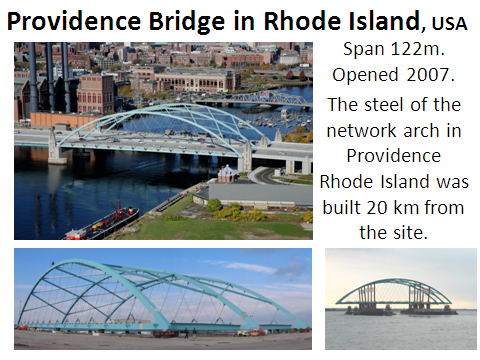 Providence Bridge in Rhode Island, USA
Span 122m.
Opened 2007.
The steel of the
network arch in
Providence
Rhode Island was
built 20 km from
the site.